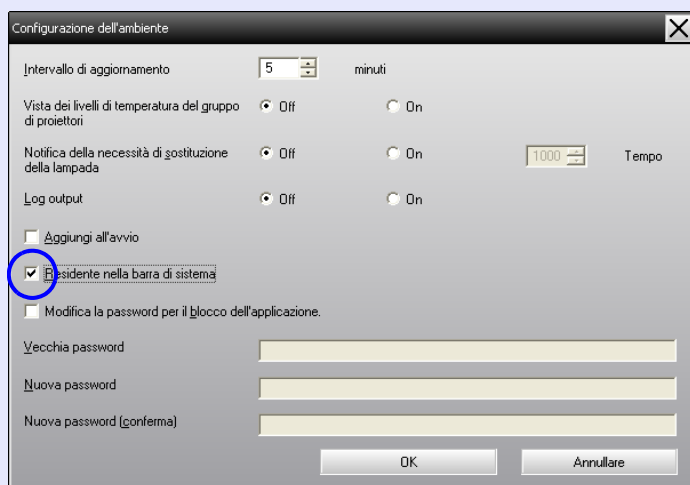 Configurazione dell'ambiente
Intervallo di aggiornamento 5 minuti
Vista dei livelli di temperatura del gruppo
di proiettori Off On
Notifica della necessità di sostituzione
della lampada Off On 1000 Tempo
Log output Off On
Aggiungi all'avvio
Residente nella barra di sistema
Modifica la password per il blocco dell'applicazione.
Vecchia password
Nuova password
Nuova password (conferma)
OK Annullare